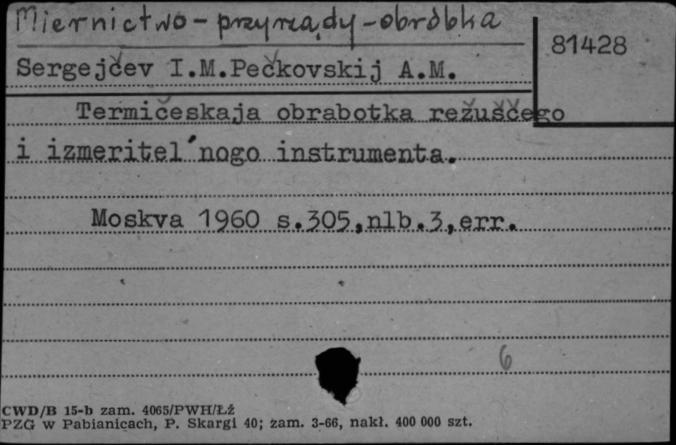 Miernictwo - przyrządy - obróbka
81428
Sergejčev I.M.Pečkovskij A.M.
Termičeskaja obrabotka režuščego
i izmeritel'nogo instrumenta.
Moskva 1960 s.305,nlb.3,err.
6
CWD/B 15-b zam. 4065/PWH/Łż
PZG w Pabianicach, P. Skargi 40; zam. 3-66, nakł. 400 000 szt.